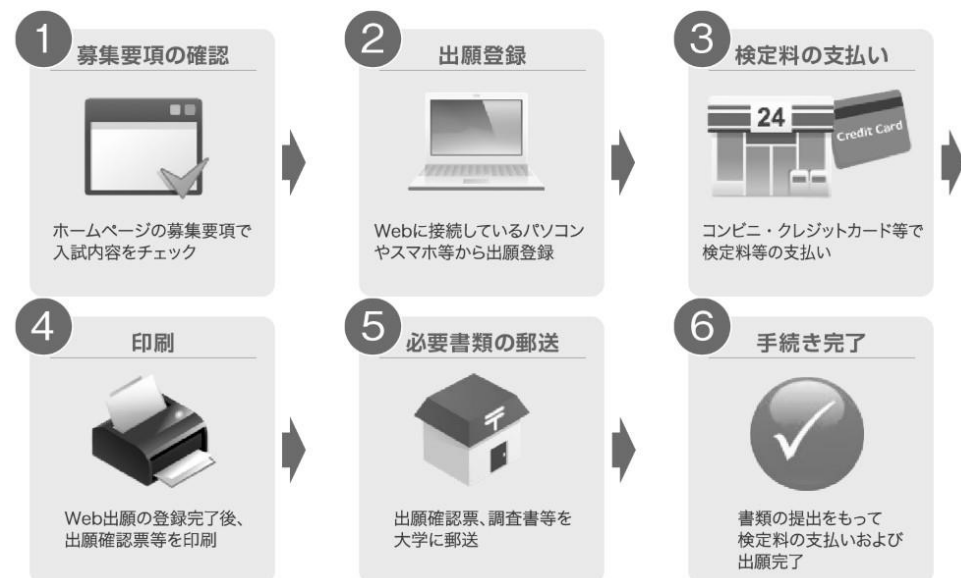 1
募集要項の確認
ホームページの募集要項で
入試内容をチェック
2
出願登録
Webに接続しているパソコン
やスマホ等から出願登録
3
検定料の支払い
24
Credit Card
コンビニ・クレジットカード等で
検定料等の支払い
4
印刷
Web出願の登録完了後、
出願確認票等を印刷
5
必要書類の郵送
〒
出願確認票、調査書等を
大学に郵送
6
手続き完了
書類の提出をもって
検定料の支払いおよび
出願完了